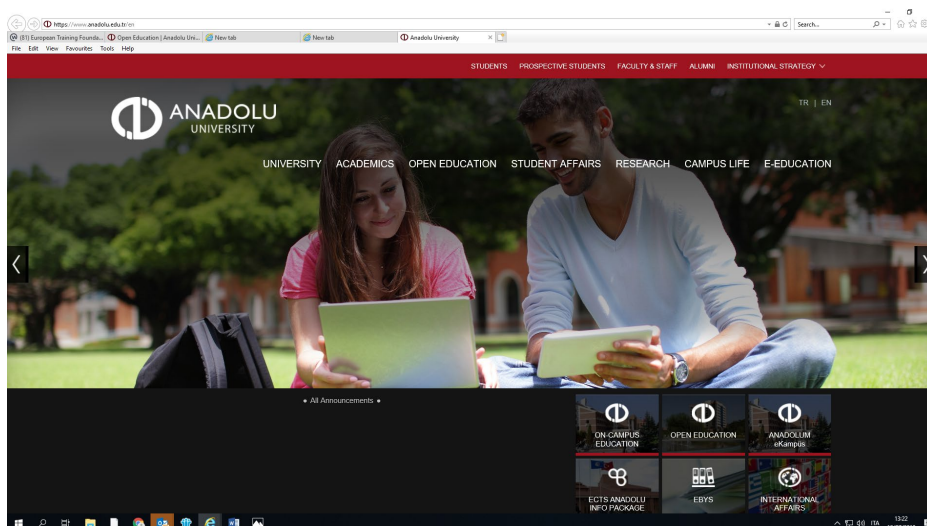 https://www.anadolu.edu.tr/en
Search...
(81) European Training Founda...
Open Education | Anadolu Uni...
New tab
New tab
Anadolu University
File Edit View Favourites Tools Help
STUDENTS PROSPECTIVE STUDENTS FACULTY & STAFF ALUMNI INSTITUTIONAL STRATEGY
TR | EN
ANADOLU
UNIVERSITY
UNIVERSITY ACADEMICS OPEN EDUCATION STUDENT AFFAIRS RESEARCH CAMPUS LIFE E-EDUCATION
● All Announcements ●
ON-CAMPUS
EDUCATION
OPEN EDUCATION
ANADOLUM
eKampüs
ECTS ANADOLU
INFO PACKAGE
EBYS
INTERNATIONAL
AFFAIRS
ITA
13:22